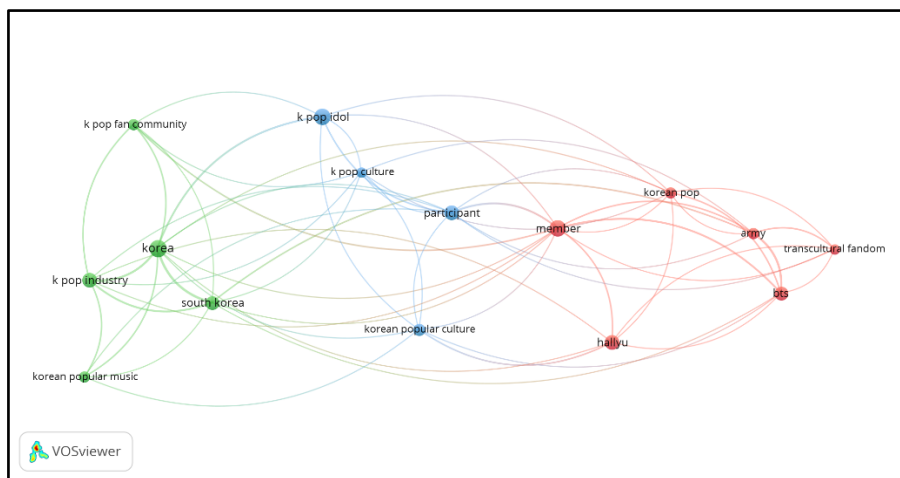 k pop idol
k pop fan community
k pop culture
korean pop
participant
member
army
korea
transcultural fandom
k pop industry
bts
south korea
korean popular culture
hallyu
korean popular music
VOSviewer